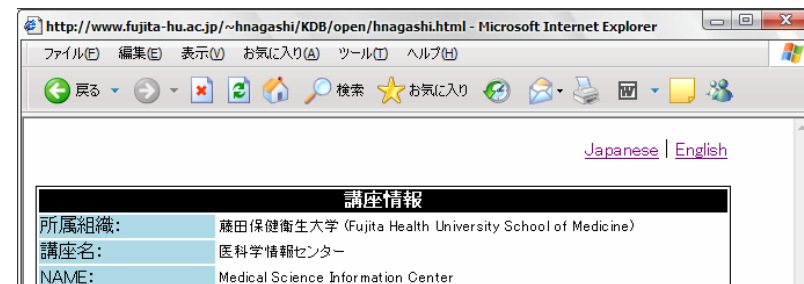 http://www.fujita-hu.ac.jp/~hnagashi/KDB/open/hnagashi.html - Microsoft Internet Explorer
ファイル(F) 編集(E) 表示(V) お気に入り(A) ツール(T) ヘルプ(H)
戻る 検索 お気に入り
Japanese | English
講座情報
所属組織: 藤田保健衛生大学 (Fujita Health University School of Medicine)
講座名: 医科学情報センター
NAME: Medical Science Information Center